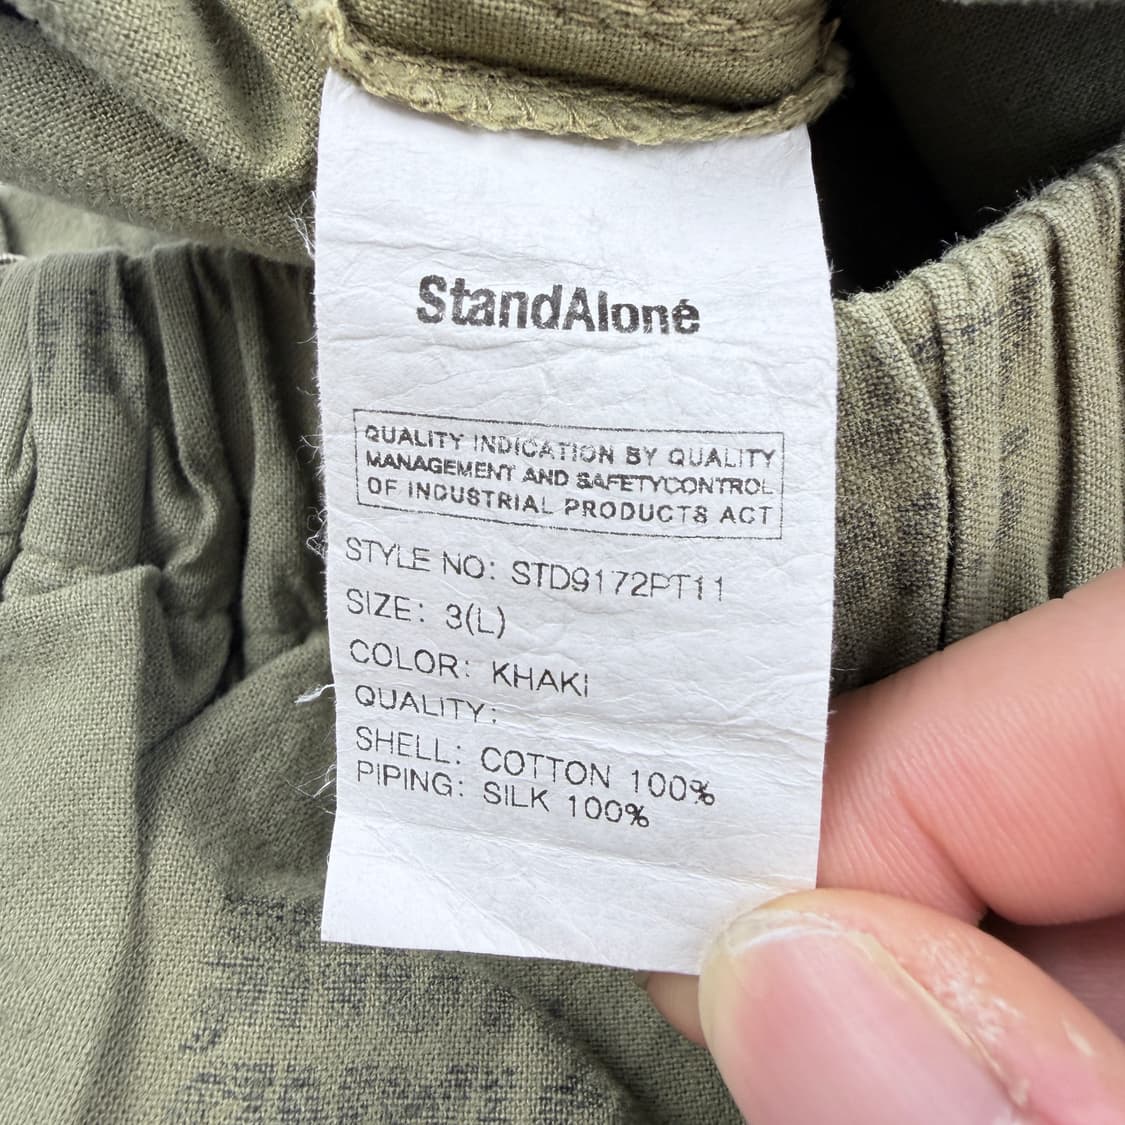 StandAloné
QUALITY INDICATION BY QUALITY
MANAGEMENT AND SAFETYCONTROL
OF INDUSTRIAL PRODUCTS ACT
STYLE NO: STD9172PT11
SIZE: 3(L)
COLOR: KHAKI
QUALITY:
SHELL: COTTON 100%
PIPING: SILK 100%